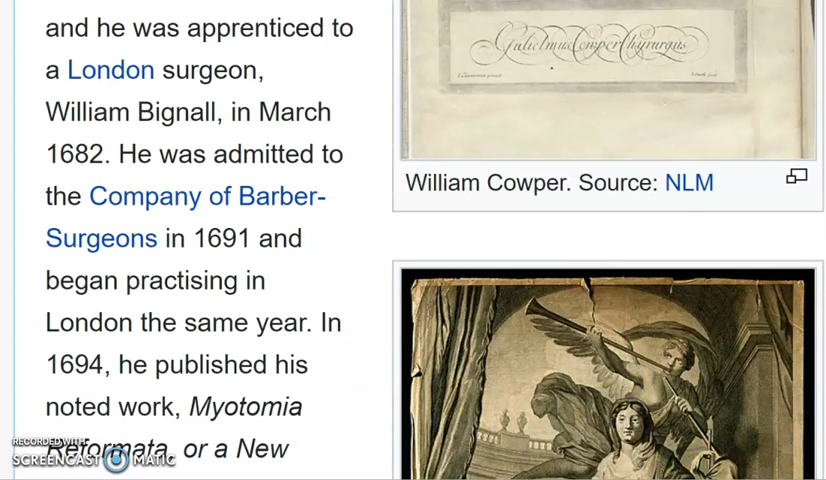 and he was apprenticed to
a London surgeon,
William Bignall, in March
1682. He was admitted to
the Company of Barber-
Surgeons in 1691 and
began practising in
London the same year. In
1694, he published his
noted work, Myotomia
Reformata, or a New
RECORDED WITH
SCREENCAST MATIC
Gulielmus Cowper Chyrurgus
William Cowper. Source: NLM